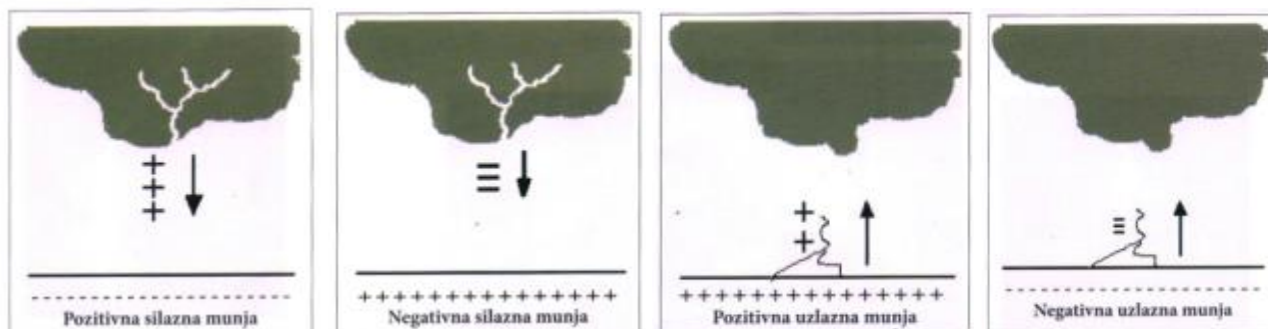 Pozitivna silazna munja
Negativna silazna munja
Pozitivna uzlazna munja
Negativna uzlazna munja